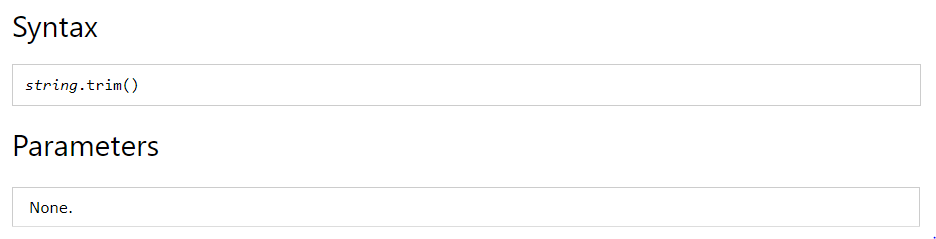 Syntax
string.trim()
Parameters
None.